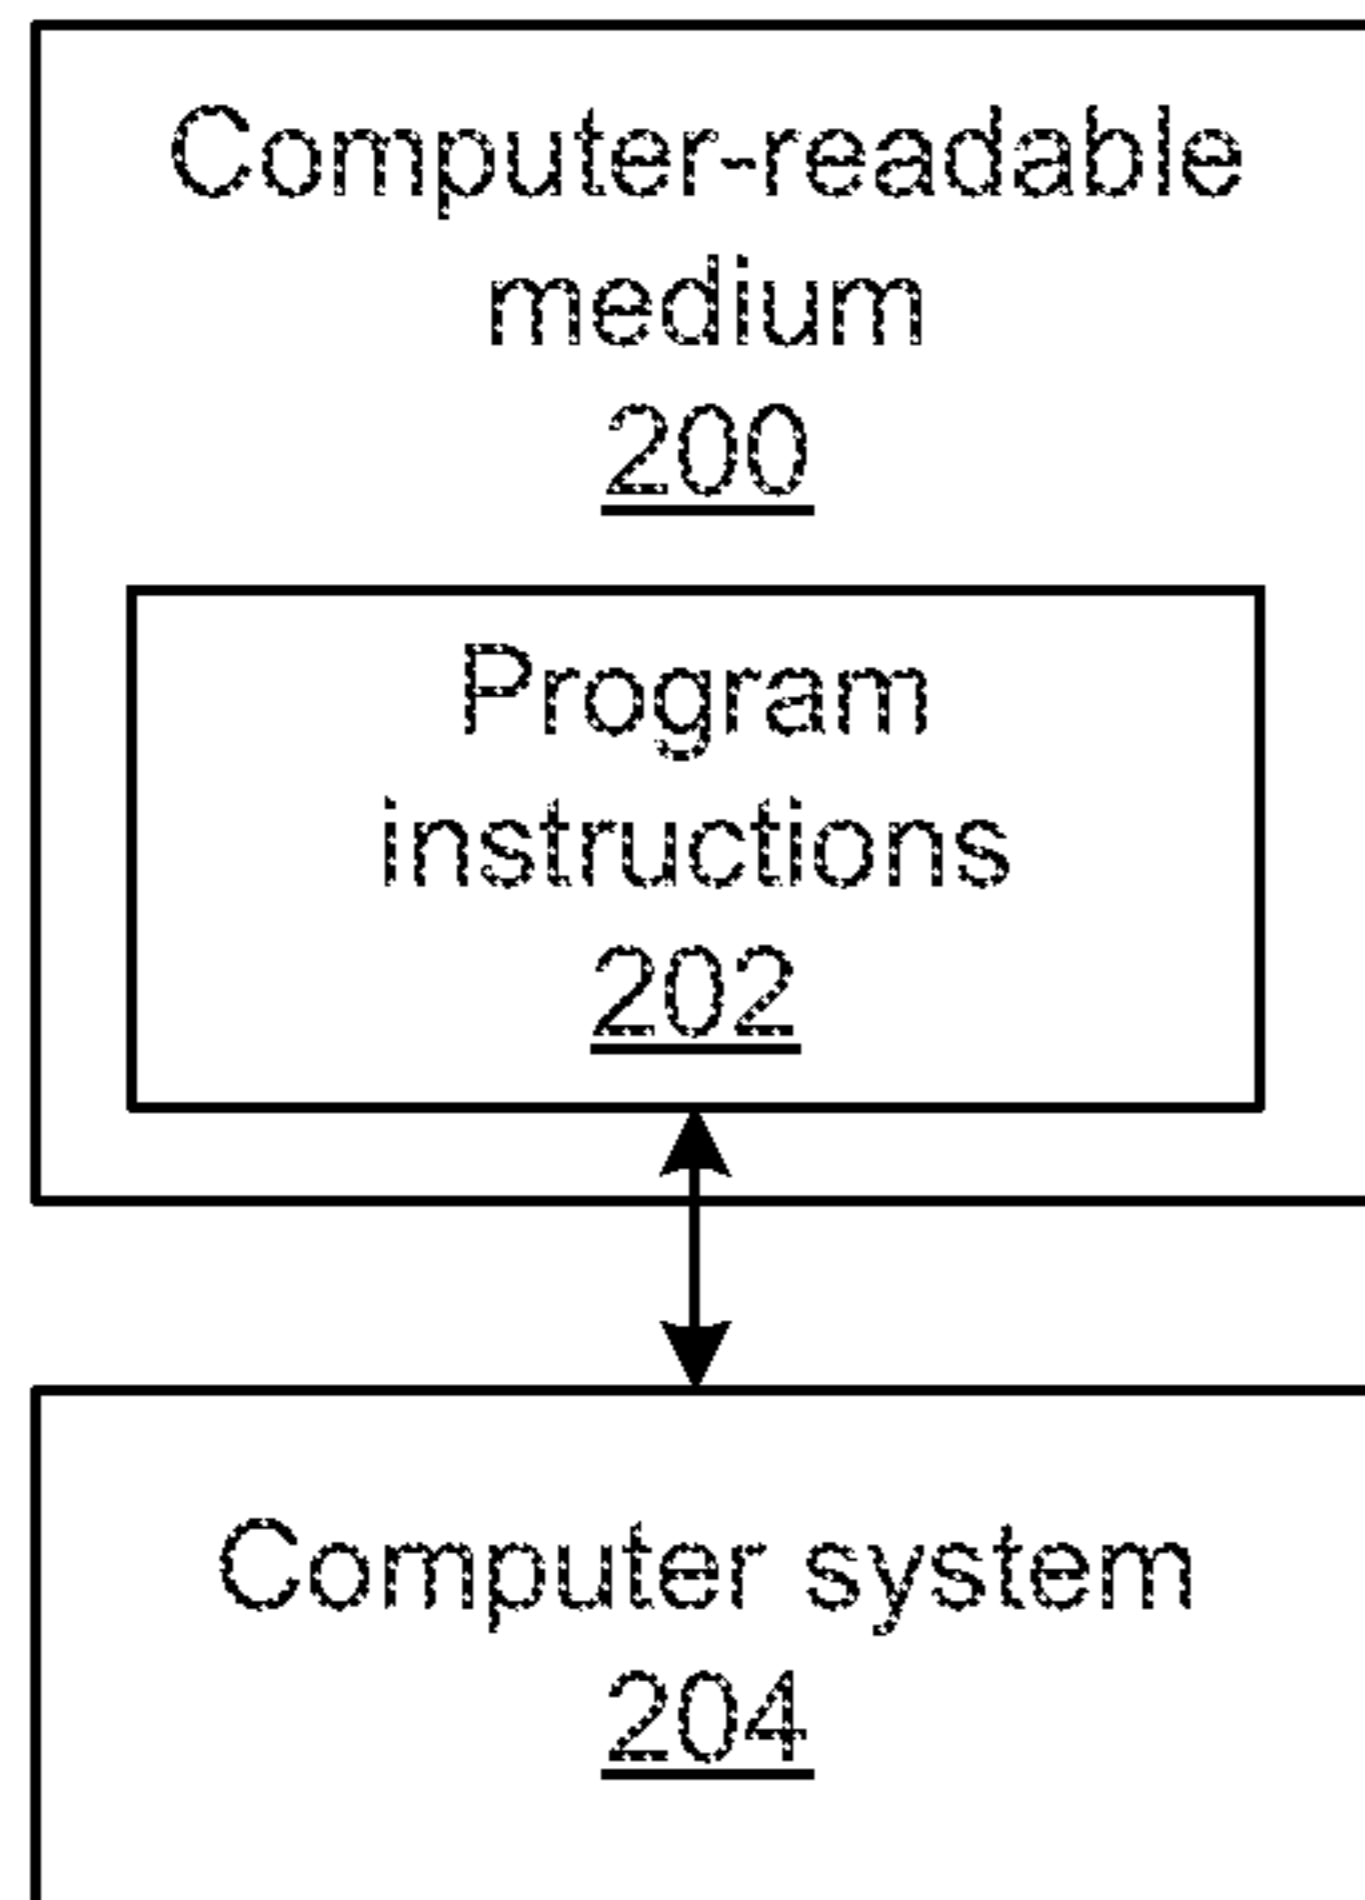 Computer-readable
medium
200
Program
instructions
202
Computer system
204